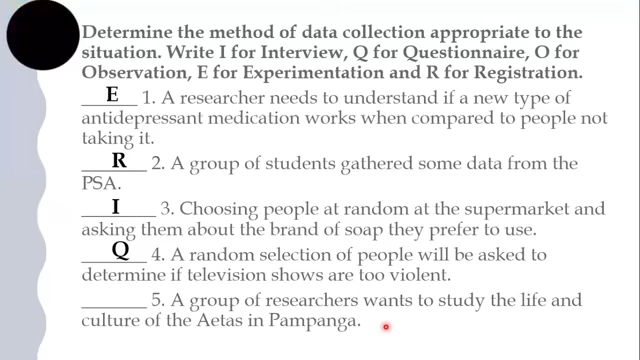 Determine the method of data collection appropriate to the
situation. Write I for Interview, Q for Questionnaire, O for
Observation, E for Experimentation and R for Registration.
___E___ 1. A researcher needs to understand if a new type of
antidepressant medication works when compared to people not
taking it.
___R___ 2. A group of students gathered some data from the
PSA.
___I___ 3. Choosing people at random at the supermarket and
asking them about the brand of soap they prefer to use.
___Q___ 4. A random selection of people will be asked to
determine if television shows are too violent.
_______ 5. A group of researchers wants to study the life and
culture of the Aetas in Pampanga.